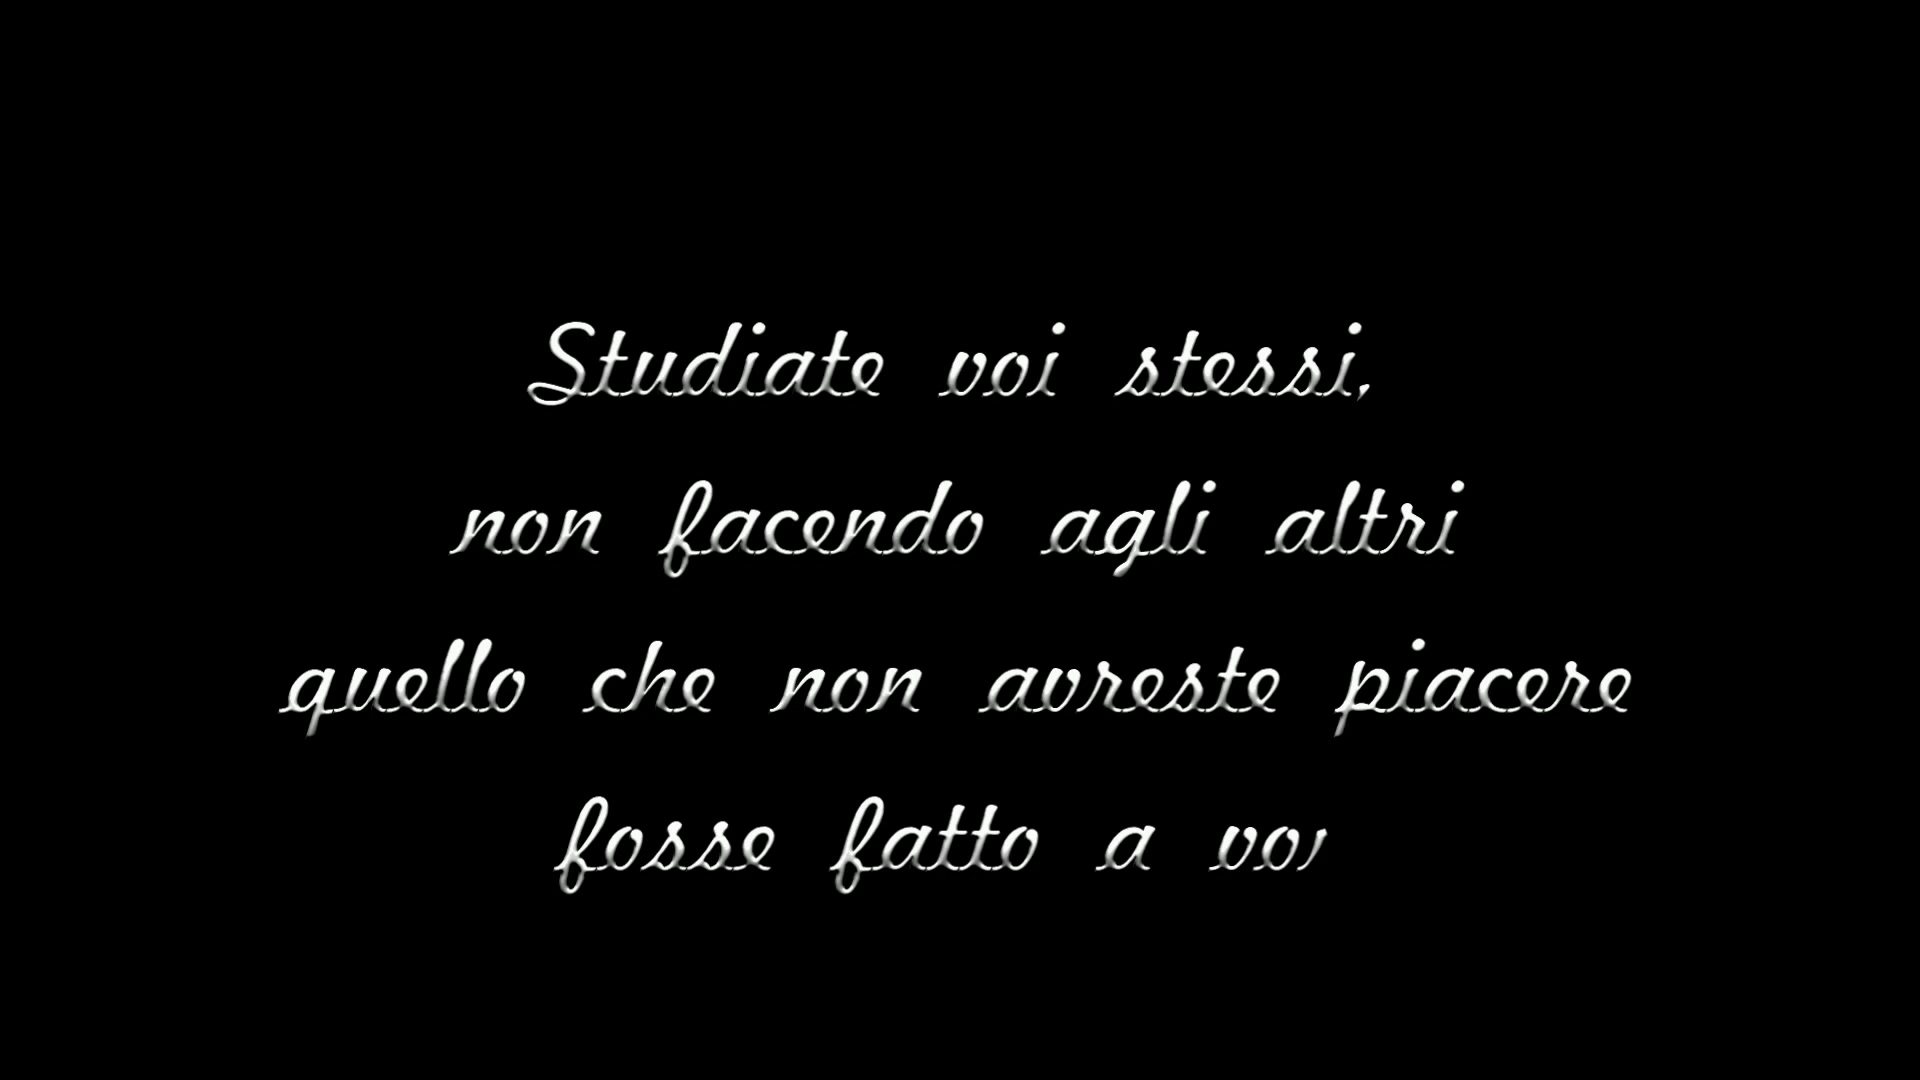 Studiate voi stessi,
non facendo agli altri
quello che non avreste piacere
fosse fatto a voi